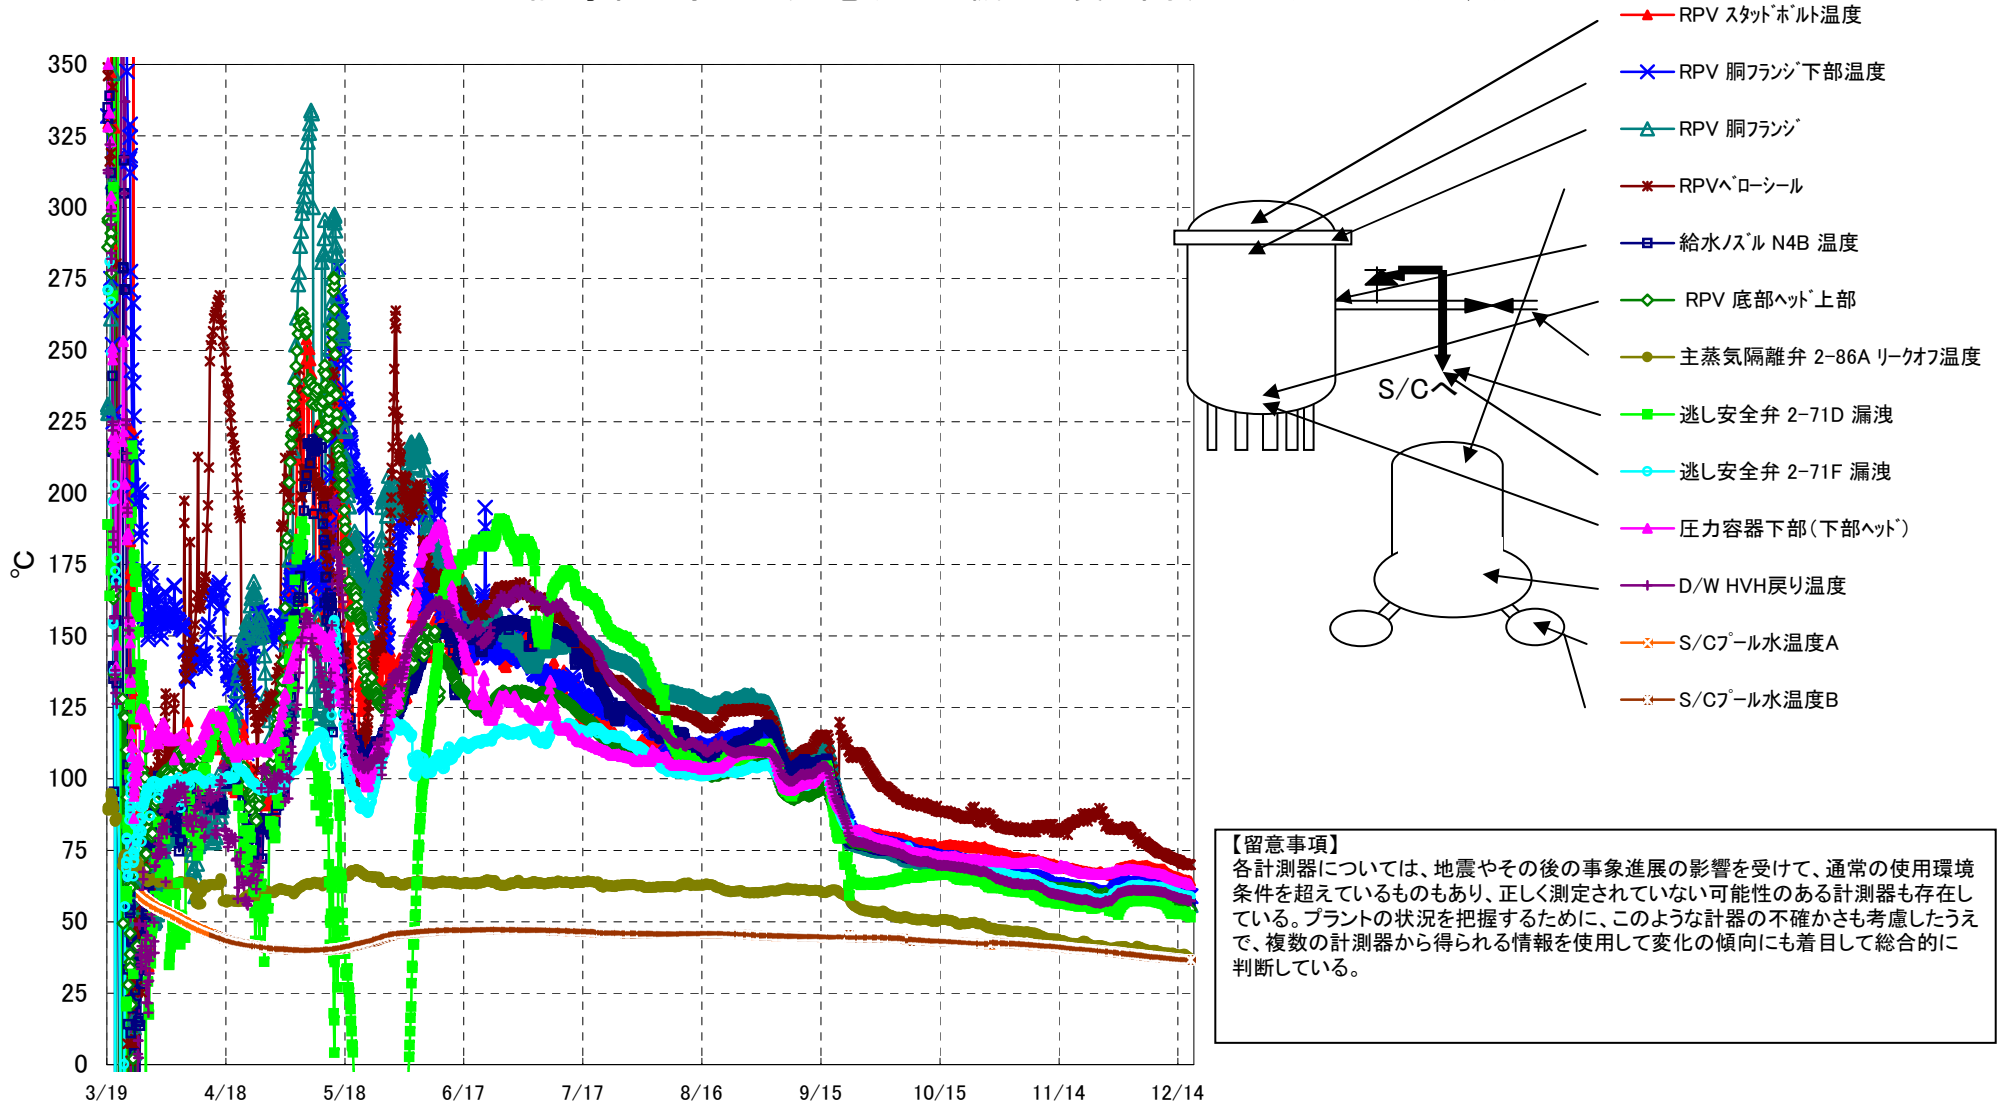 RPV スタッドボルト温度
RPV 胴フランジ下部温度
RPV 胴フランジ
RPVベローシール
給水ノズル N4B 温度
RPV 底部ヘッド上部
主蒸気隔離弁 2-86A リークオフ温度
逃し安全弁 2-71D 漏洩
逃し安全弁 2-71F 漏洩
圧力容器下部(下部ヘッド)
D/W HVH戻り温度
S/Cプール水温度A
S/Cプール水温度B
S/Cへ
℃
350
325
300
275
250
225
200
175
150
125
100
75
50
25
0
3/19 4/18 5/18 6/17 7/17 8/16 9/15 10/15 11/14 12/14
【留意事項】
各計測器については、地震やその後の事象進展の影響を受けて、通常の使用環境
条件を超えているものもあり、正しく測定されていない可能性のある計測器も存在し
ている。プラントの状況を把握するために、このような計器の不確かさも考慮したうえ
で、複数の計測器から得られる情報を使用して変化の傾向にも着目して総合的に
判断している。